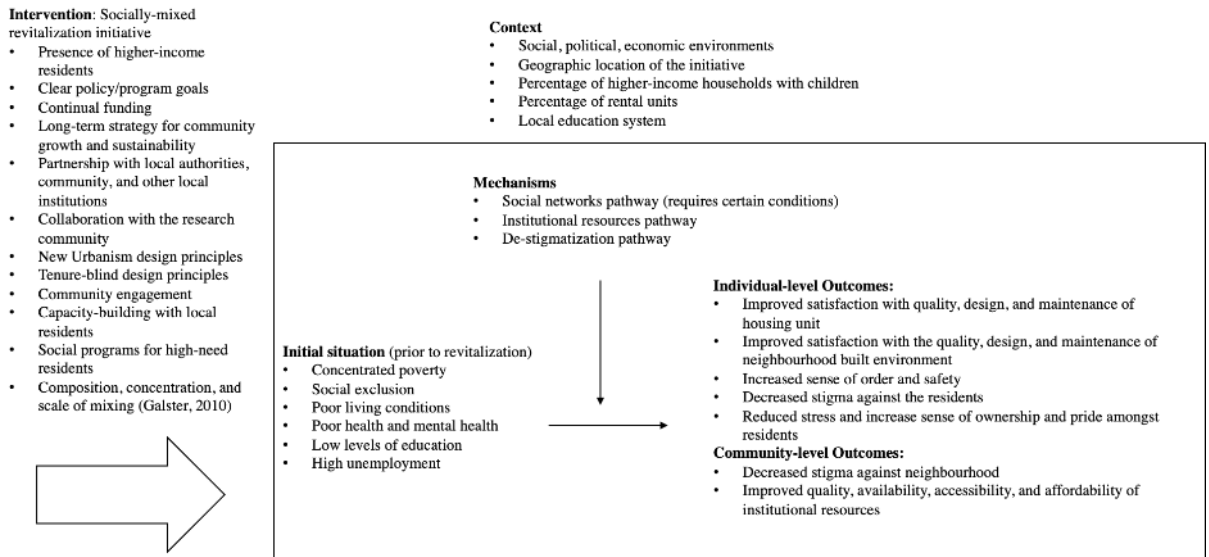 Intervention: Socially-mixed
revitalization initiative
• Presence of higher-income
residents
• Clear policy/program goals
• Continual funding
• Long-term strategy for community
growth and sustainability
• Partnership with local authorities,
community, and other local
institutions
• Collaboration with the research
community
• New Urbanism design principles
• Tenure-blind design principles
• Community engagement
• Capacity-building with local
residents
• Social programs for high-need
residents
• Composition, concentration, and
scale of mixing (Galster, 2010)
Context
• Social, political, economic environments
• Geographic location of the initiative
• Percentage of higher-income households with children
• Percentage of rental units
• Local education system
Mechanisms
• Social networks pathway (requires certain conditions)
• Institutional resources pathway
• De-stigmatization pathway
Initial situation (prior to revitalization)
• Concentrated poverty
• Social exclusion
• Poor living conditions
• Poor health and mental health
• Low levels of education
• High unemployment
Individual-level Outcomes:
• Improved satisfaction with quality, design, and maintenance of
housing unit
• Improved satisfaction with the quality, design, and maintenance of
neighbourhood built environment
• Increased sense of order and safety
• Decreased stigma against the residents
• Reduced stress and increase sense of ownership and pride amongst
residents
Community-level Outcomes:
• Decreased stigma against neighbourhood
• Improved quality, availability, accessibility, and affordability of
institutional resources